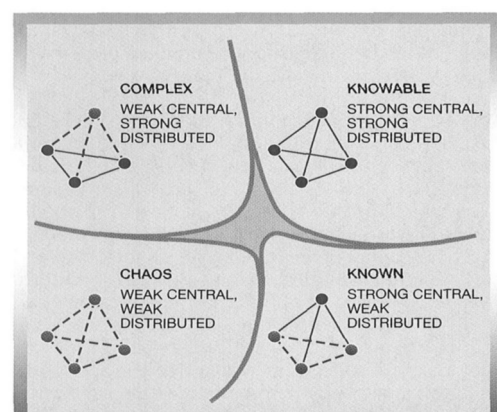 COMPLEX
WEAK CENTRAL,
STRONG
DISTRIBUTED
KNOWABLE
STRONG CENTRAL,
STRONG
DISTRIBUTED
CHAOS
WEAK CENTRAL,
WEAK
DISTRIBUTED
KNOWN
STRONG CENTRAL,
WEAK
DISTRIBUTED